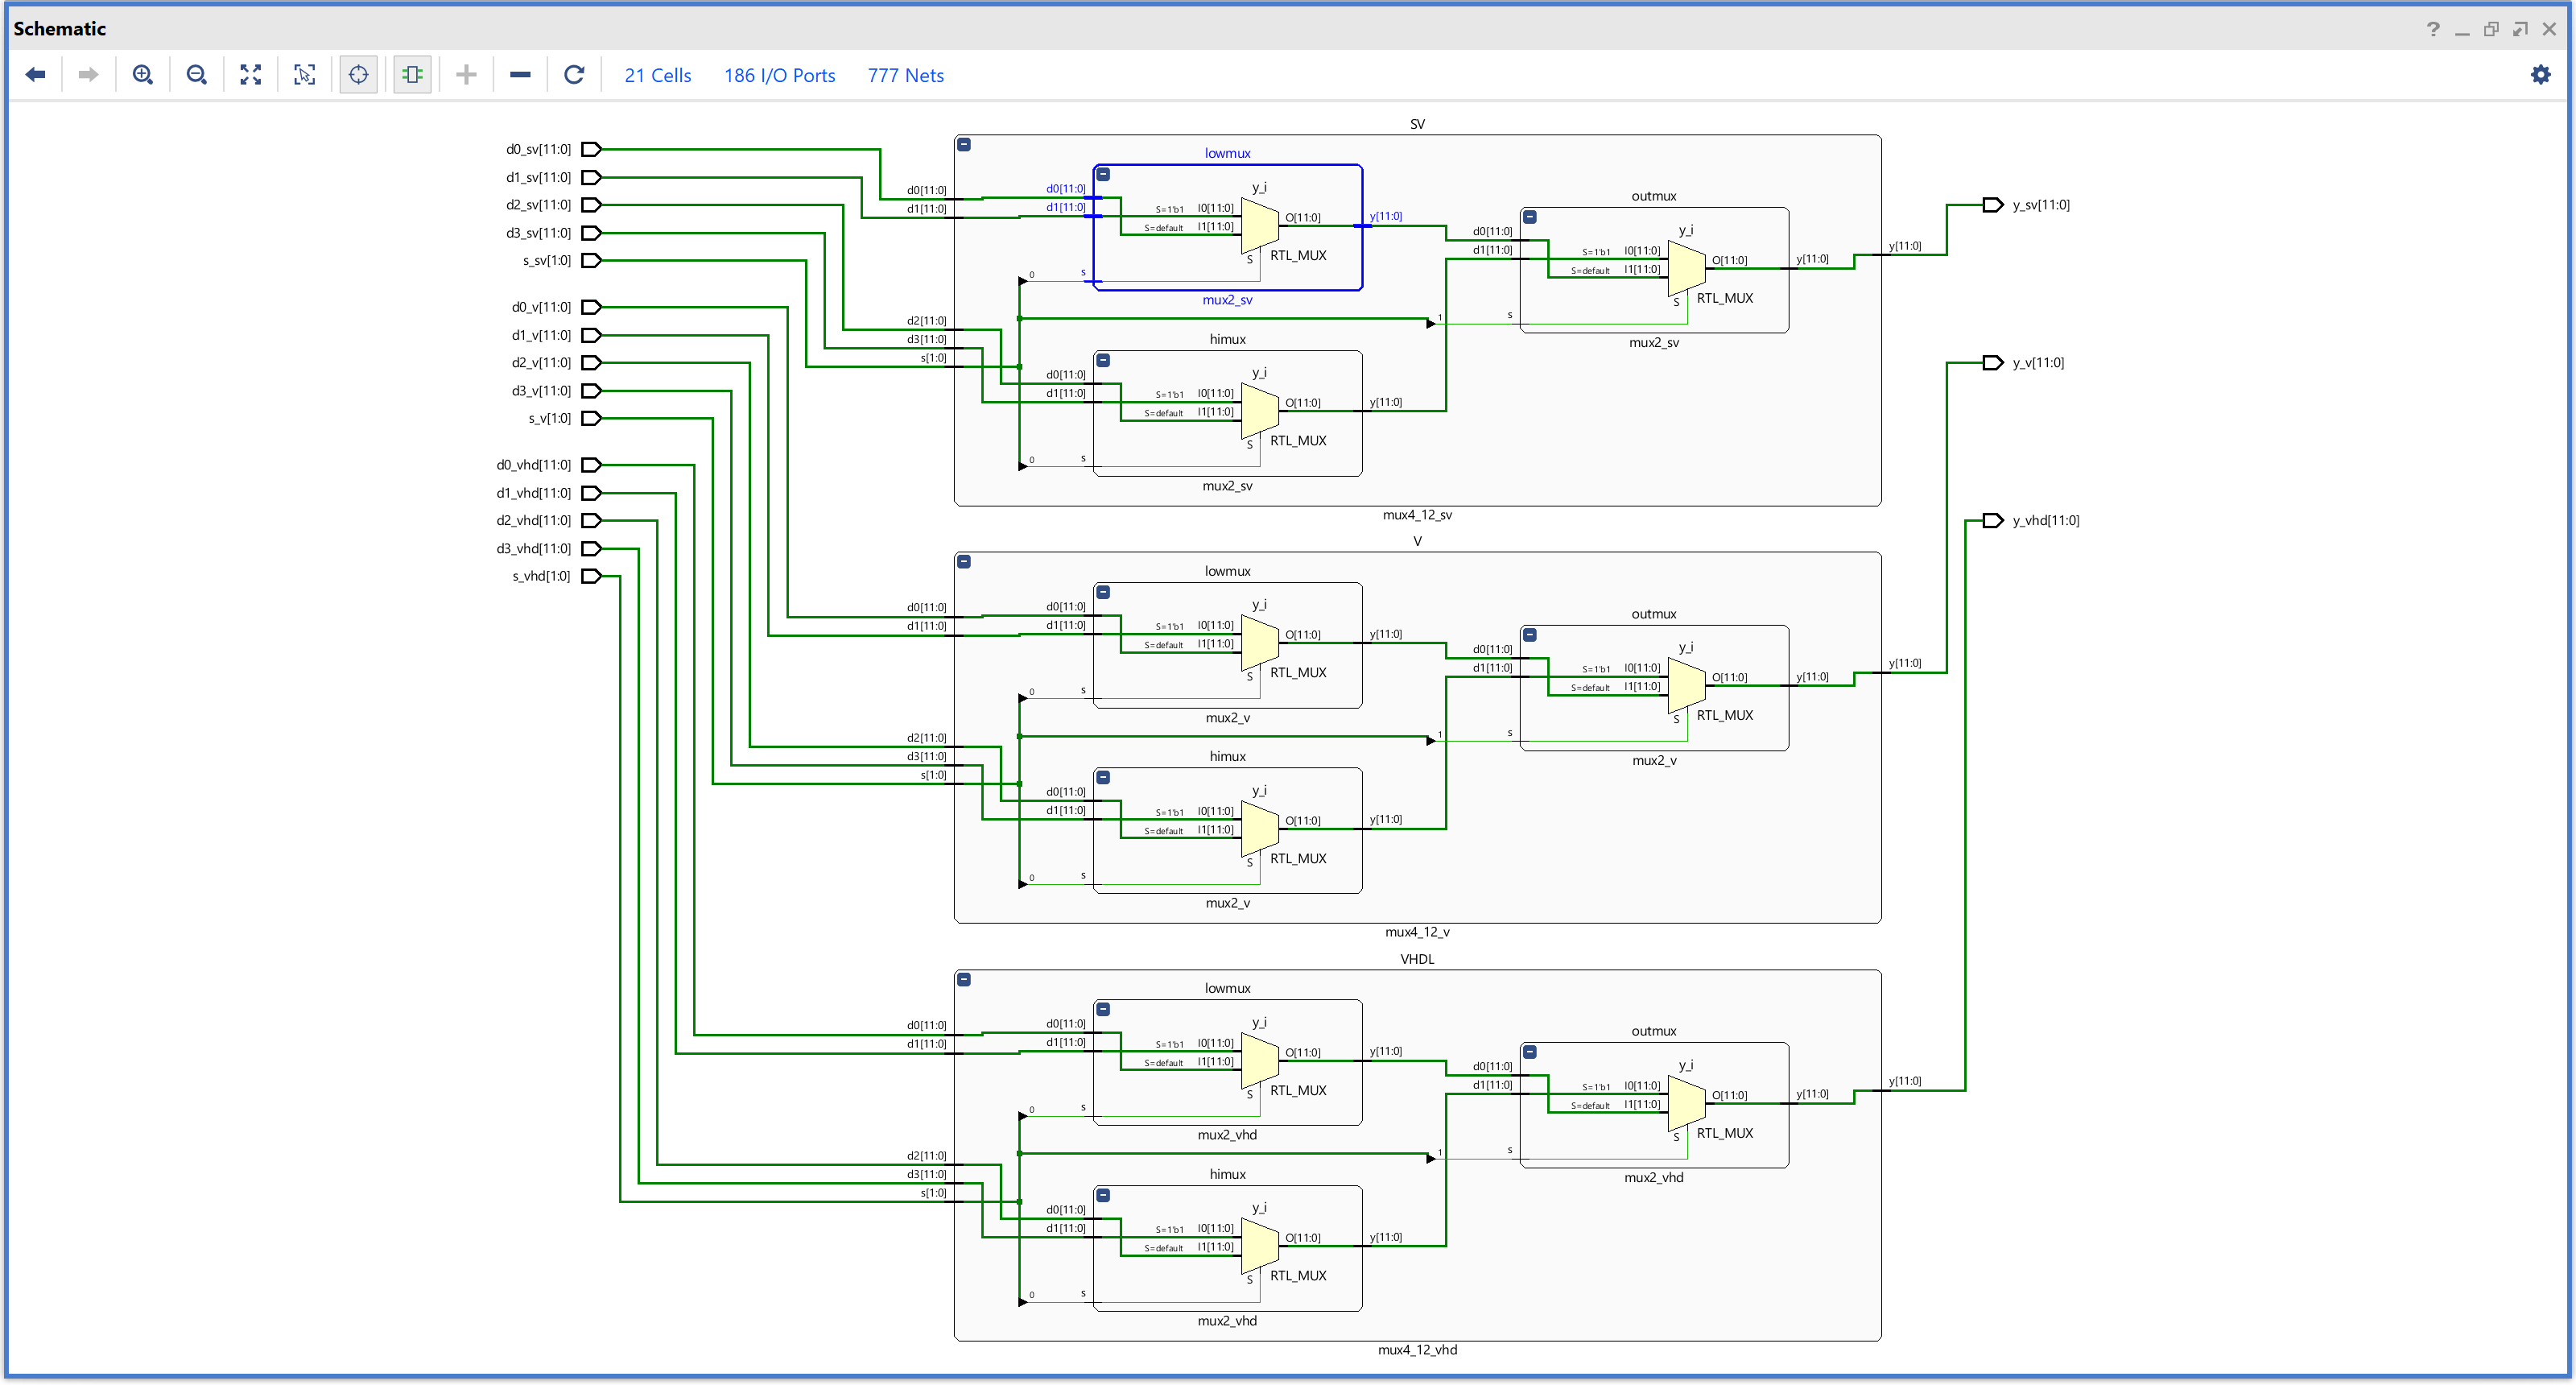 Schematic
21 Cells 186 I/O Ports 777 Nets
d0_sv[11:0]
d1_sv[11:0]
d2_sv[11:0]
d3_sv[11:0]
s_sv[1:0]
d0_v[11:0]
d1_v[11:0]
d2_v[11:0]
d3_v[11:0]
s_v[1:0]
d0_vhd[11:0]
d1_vhd[11:0]
d2_vhd[11:0]
d3_vhd[11:0]
s_vhd[1:0]
SV
d0[11:0]
d1[11:0]
d2[11:0]
d3[11:0]
s[1:0]
lowmux
d0[11:0]
d1[11:0]
0 s
y_i
S=1'b1 I0[11:0]
S=default I1[11:0]
O[11:0]
S RTL_MUX
y[11:0]
mux2_sv
himux
d0[11:0]
d1[11:0]
0 s
y_i
S=1'b1 I0[11:0]
S=default I1[11:0]
O[11:0]
S RTL_MUX
y[11:0]
mux2_sv
outmux
d0[11:0]
d1[11:0]
1 s
y_i
S=1'b1 I0[11:0]
S=default I1[11:0]
O[11:0]
S RTL_MUX
y[11:0]
mux2_sv
y[11:0]
mux4_12_sv
V
d0[11:0]
d1[11:0]
d2[11:0]
d3[11:0]
s[1:0]
lowmux
d0[11:0]
d1[11:0]
0 s
y_i
S=1'b1 I0[11:0]
S=default I1[11:0]
O[11:0]
S RTL_MUX
y[11:0]
mux2_v
himux
d0[11:0]
d1[11:0]
0 s
y_i
S=1'b1 I0[11:0]
S=default I1[11:0]
O[11:0]
S RTL_MUX
y[11:0]
mux2_v
outmux
d0[11:0]
d1[11:0]
1 s
y_i
S=1'b1 I0[11:0]
S=default I1[11:0]
O[11:0]
S RTL_MUX
y[11:0]
mux2_v
y[11:0]
mux4_12_v
VHDL
d0[11:0]
d1[11:0]
d2[11:0]
d3[11:0]
s[1:0]
lowmux
d0[11:0]
d1[11:0]
0 s
y_i
S=1'b1 I0[11:0]
S=default I1[11:0]
O[11:0]
S RTL_MUX
y[11:0]
mux2_vhd
himux
d0[11:0]
d1[11:0]
0 s
y_i
S=1'b1 I0[11:0]
S=default I1[11:0]
O[11:0]
S RTL_MUX
y[11:0]
mux2_vhd
outmux
d0[11:0]
d1[11:0]
1 s
y_i
S=1'b1 I0[11:0]
S=default I1[11:0]
O[11:0]
S RTL_MUX
y[11:0]
mux2_vhd
y[11:0]
mux4_12_vhd
y_sv[11:0]
y_v[11:0]
y_vhd[11:0]